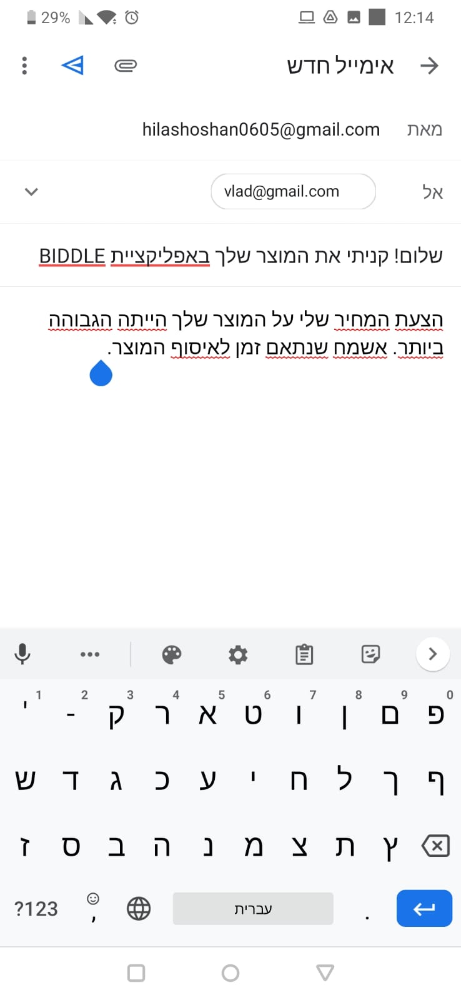 29% 12:14
אימייל חדש
מאת hilashoshan0605@gmail.com
אל vlad@gmail.com
שלום! קניתי את המוצר שלך באפליקציית BIDDLE
הצעת המחיר שלי על המוצר שלך הייתה הגבוהה
ביותר. אשמח שנתאם זמן לאיסוף המוצר.
1 2 3 4 5 6 7 8 9 0
' - ק ר א ט ו ן ם פ
ש ד ג כ ע י ח ל ך ף
ז ס ב ה נ מ צ ת ץ
?123 , עברית .